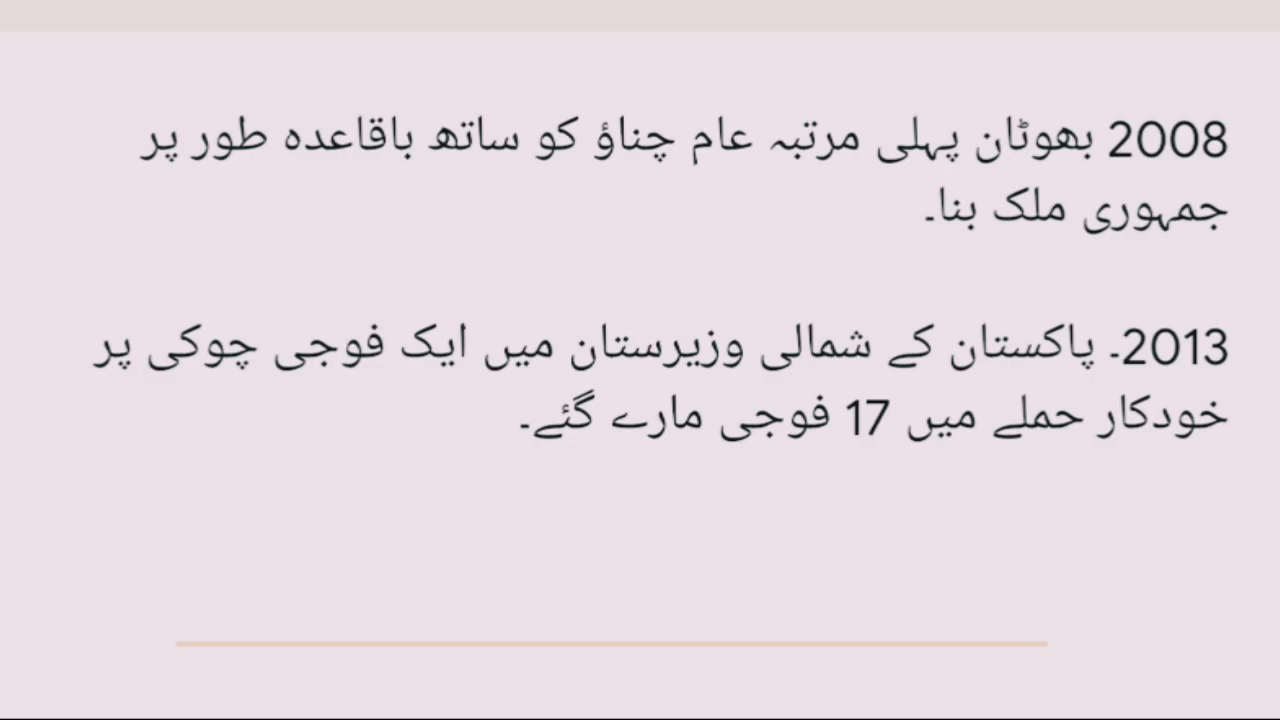 2008 بھوٹان پہلی مرتبہ عام چناؤ کو ساتھ باقاعدہ طور پر
جمہوری ملک بنا۔
2013۔ پاکستان کے شمالی وزیرستان میں ایک فوجی چوکی پر
خودکار حملے میں 17 فوجی مارے گئے۔